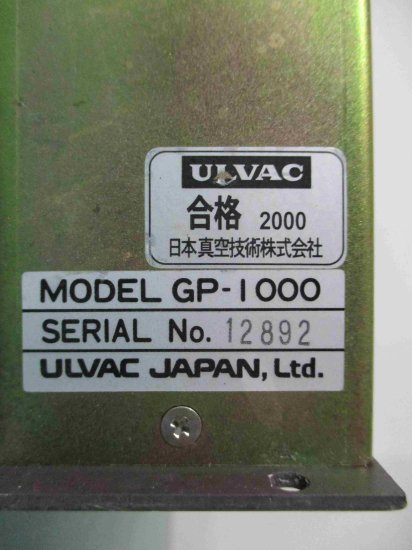 ULVAC
合格 2000
日本真空技術株式会社
MODEL GP-1000
SERIAL No. 12892
ULVAC JAPAN, Ltd.